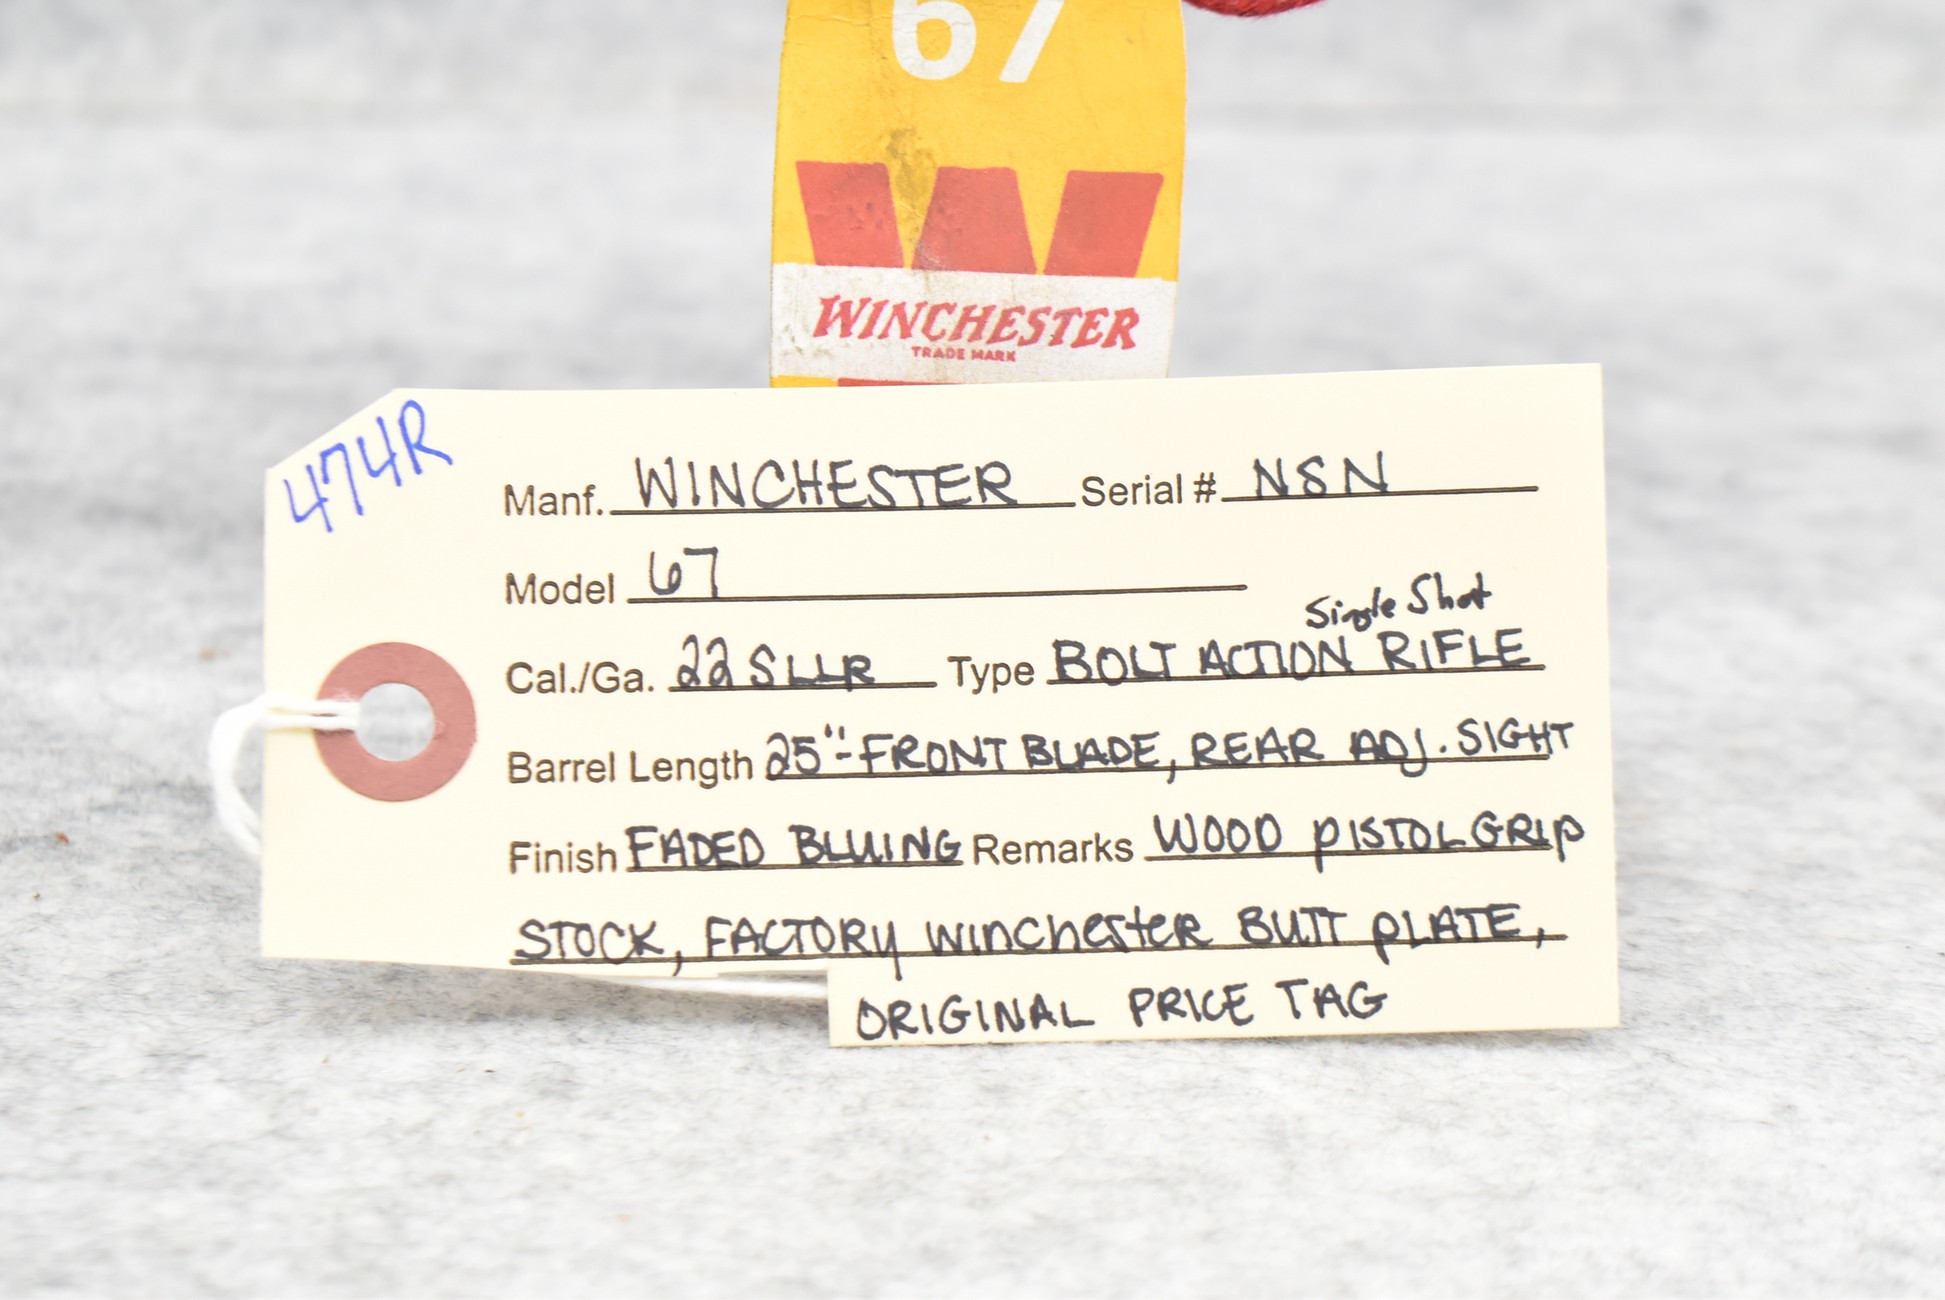 67
WINCHESTER
TRADE MARK
474R
Manf. WINCHESTER Serial # NSN
Model 67
Single Shot
Cal./Ga. 22 SLLR Type BOLT ACTION RIFLE
Barrel Length 25"-FRONT BLADE, REAR ADJ. SIGHT
Finish FADED BLUING Remarks WOOD PISTOL GRIP
STOCK, FACTORY WINCHESTER BUTT PLATE,
ORIGINAL PRICE TAG